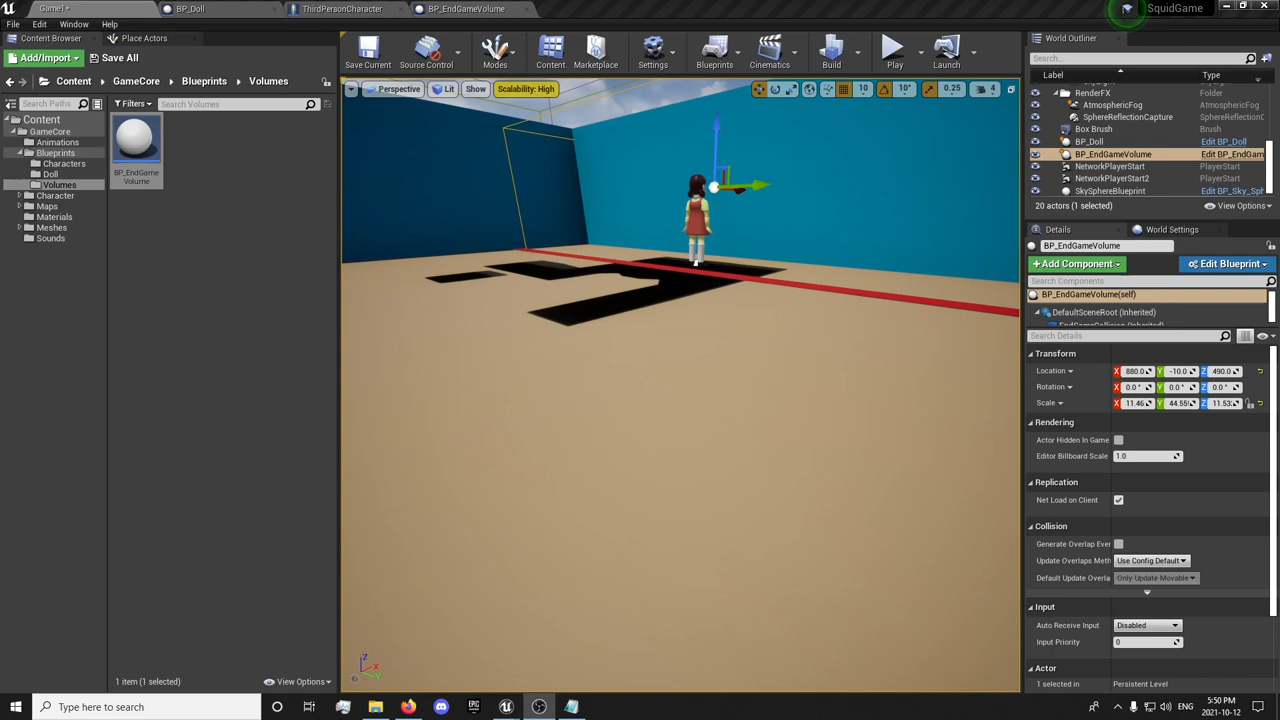 Game1*
BP_Doll
ThirdPersonCharacter
BP_EndGameVolume
SquidGame
File Edit Window Help
Content Browser
Place Actors
Add/Import
Save All
Content
GameCore
Blueprints
Volumes
Search Paths
Filters
Search Volumes
Content
GameCore
Animations
Blueprints
Characters
Doll
Volumes
Character
Maps
Materials
Meshes
Sounds
BP_EndGame
Volume
1 item (1 selected)
View Options
Save Current
Source Control
Modes
Content
Marketplace
Settings
Blueprints
Cinematics
Build
Play
Launch
Perspective
Lit
Show
Scalability: High
10
10°
0.25
4
Z
X
Y
World Outliner
Search...
Label
Type
RenderFX Folder
AtmosphericFog AtmosphericFog
SphereReflectionCapture SphereReflectionC
Box Brush Brush
BP_Doll Edit BP_Doll
BP_EndGameVolume Edit BP_EndGam
NetworkPlayerStart PlayerStart
NetworkPlayerStart2 PlayerStart
SkySphereBlueprint Edit BP_Sky_Sph
20 actors (1 selected)
View Options
Details
World Settings
BP_EndGameVolume
+Add Component
Edit Blueprint
Search Components
BP_EndGameVolume(self)
DefaultSceneRoot (Inherited)
EndGameCollision (Inherited)
Search Details
Transform
Location X 880.0 Y -10.0 Z 490.0
Rotation X 0.0 ° Y 0.0 ° Z 0.0 °
Scale X 11.46 Y 44.55 Z 11.53
Rendering
Actor Hidden In Game
Editor Billboard Scale 1.0
Replication
Net Load on Client
Collision
Generate Overlap Ever
Update Overlaps Meth Use Config Default
Default Update Overla Only Update Movable
Input
Auto Receive Input Disabled
Input Priority 0
Actor
1 selected in Persistent Level
Type here to search
5:50 PM
2021-10-12